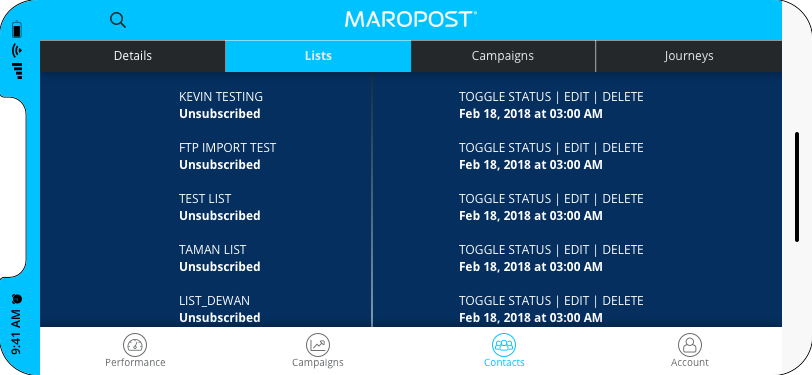 MAROPOST
9:41 AM
Details
Lists
Campaigns
Journeys
KEVIN TESTING
Unsubscribed
TOGGLE STATUS | EDIT | DELETE
Feb 18, 2018 at 03:00 AM
FTP IMPORT TEST
Unsubscribed
TOGGLE STATUS | EDIT | DELETE
Feb 18, 2018 at 03:00 AM
TEST LIST
Unsubscribed
TOGGLE STATUS | EDIT | DELETE
Feb 18, 2018 at 03:00 AM
TAMAN LIST
Unsubscribed
TOGGLE STATUS | EDIT | DELETE
Feb 18, 2018 at 03:00 AM
LIST_DEWAN
Unsubscribed
TOGGLE STATUS | EDIT | DELETE
Feb 18, 2018 at 03:00 AM
Performance
Campaigns
Contacts
Account